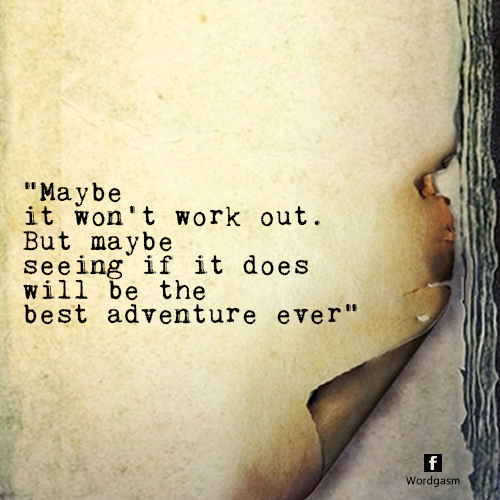 "Maybe
it won't work out.
But maybe
seeing if it does
will be the
best adventure ever"
f
Wordgasm